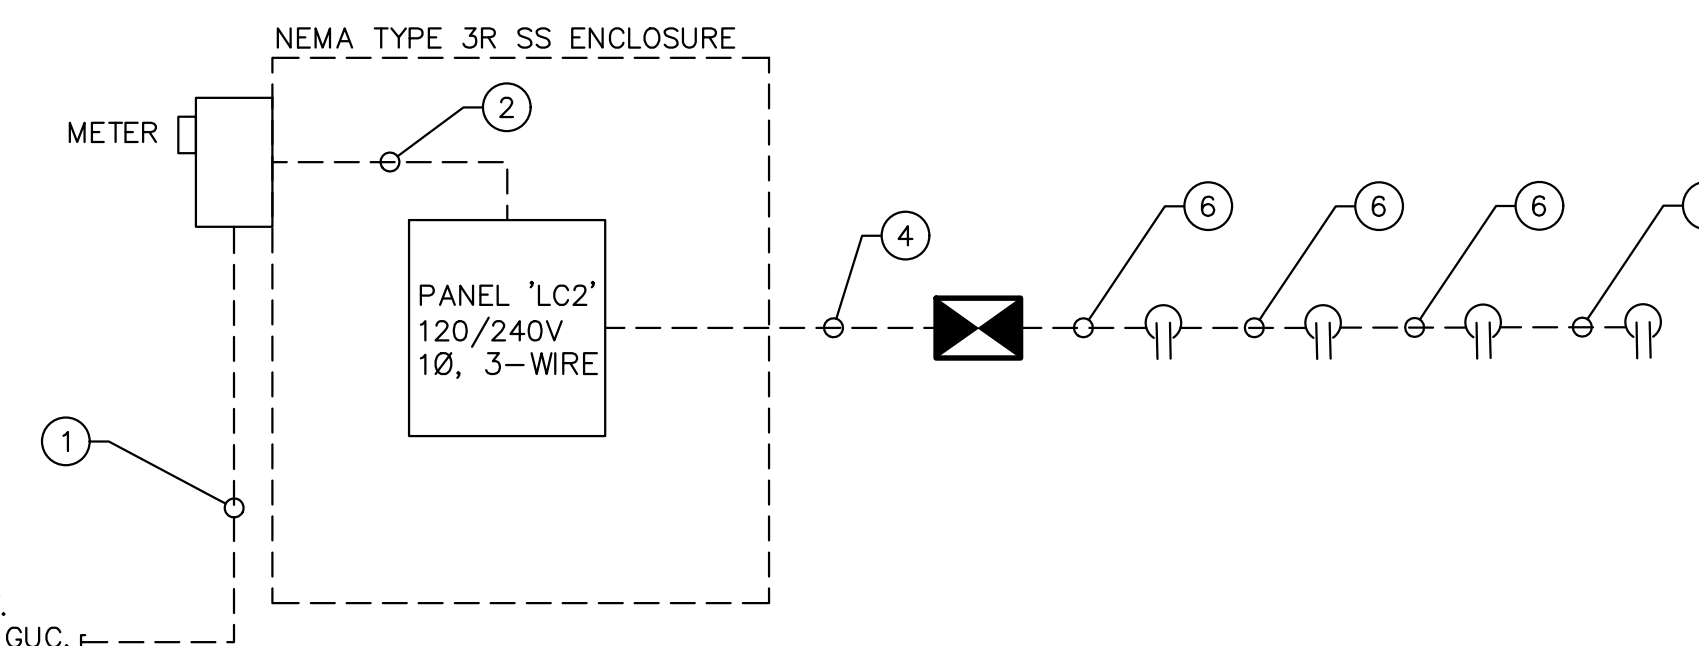 NEMA TYPE 3R SS ENCLOSURE
2
METER
6
6
6
4
PANEL 'LC2'
120/240V
1Ø, 3-WIRE
1
GUC.